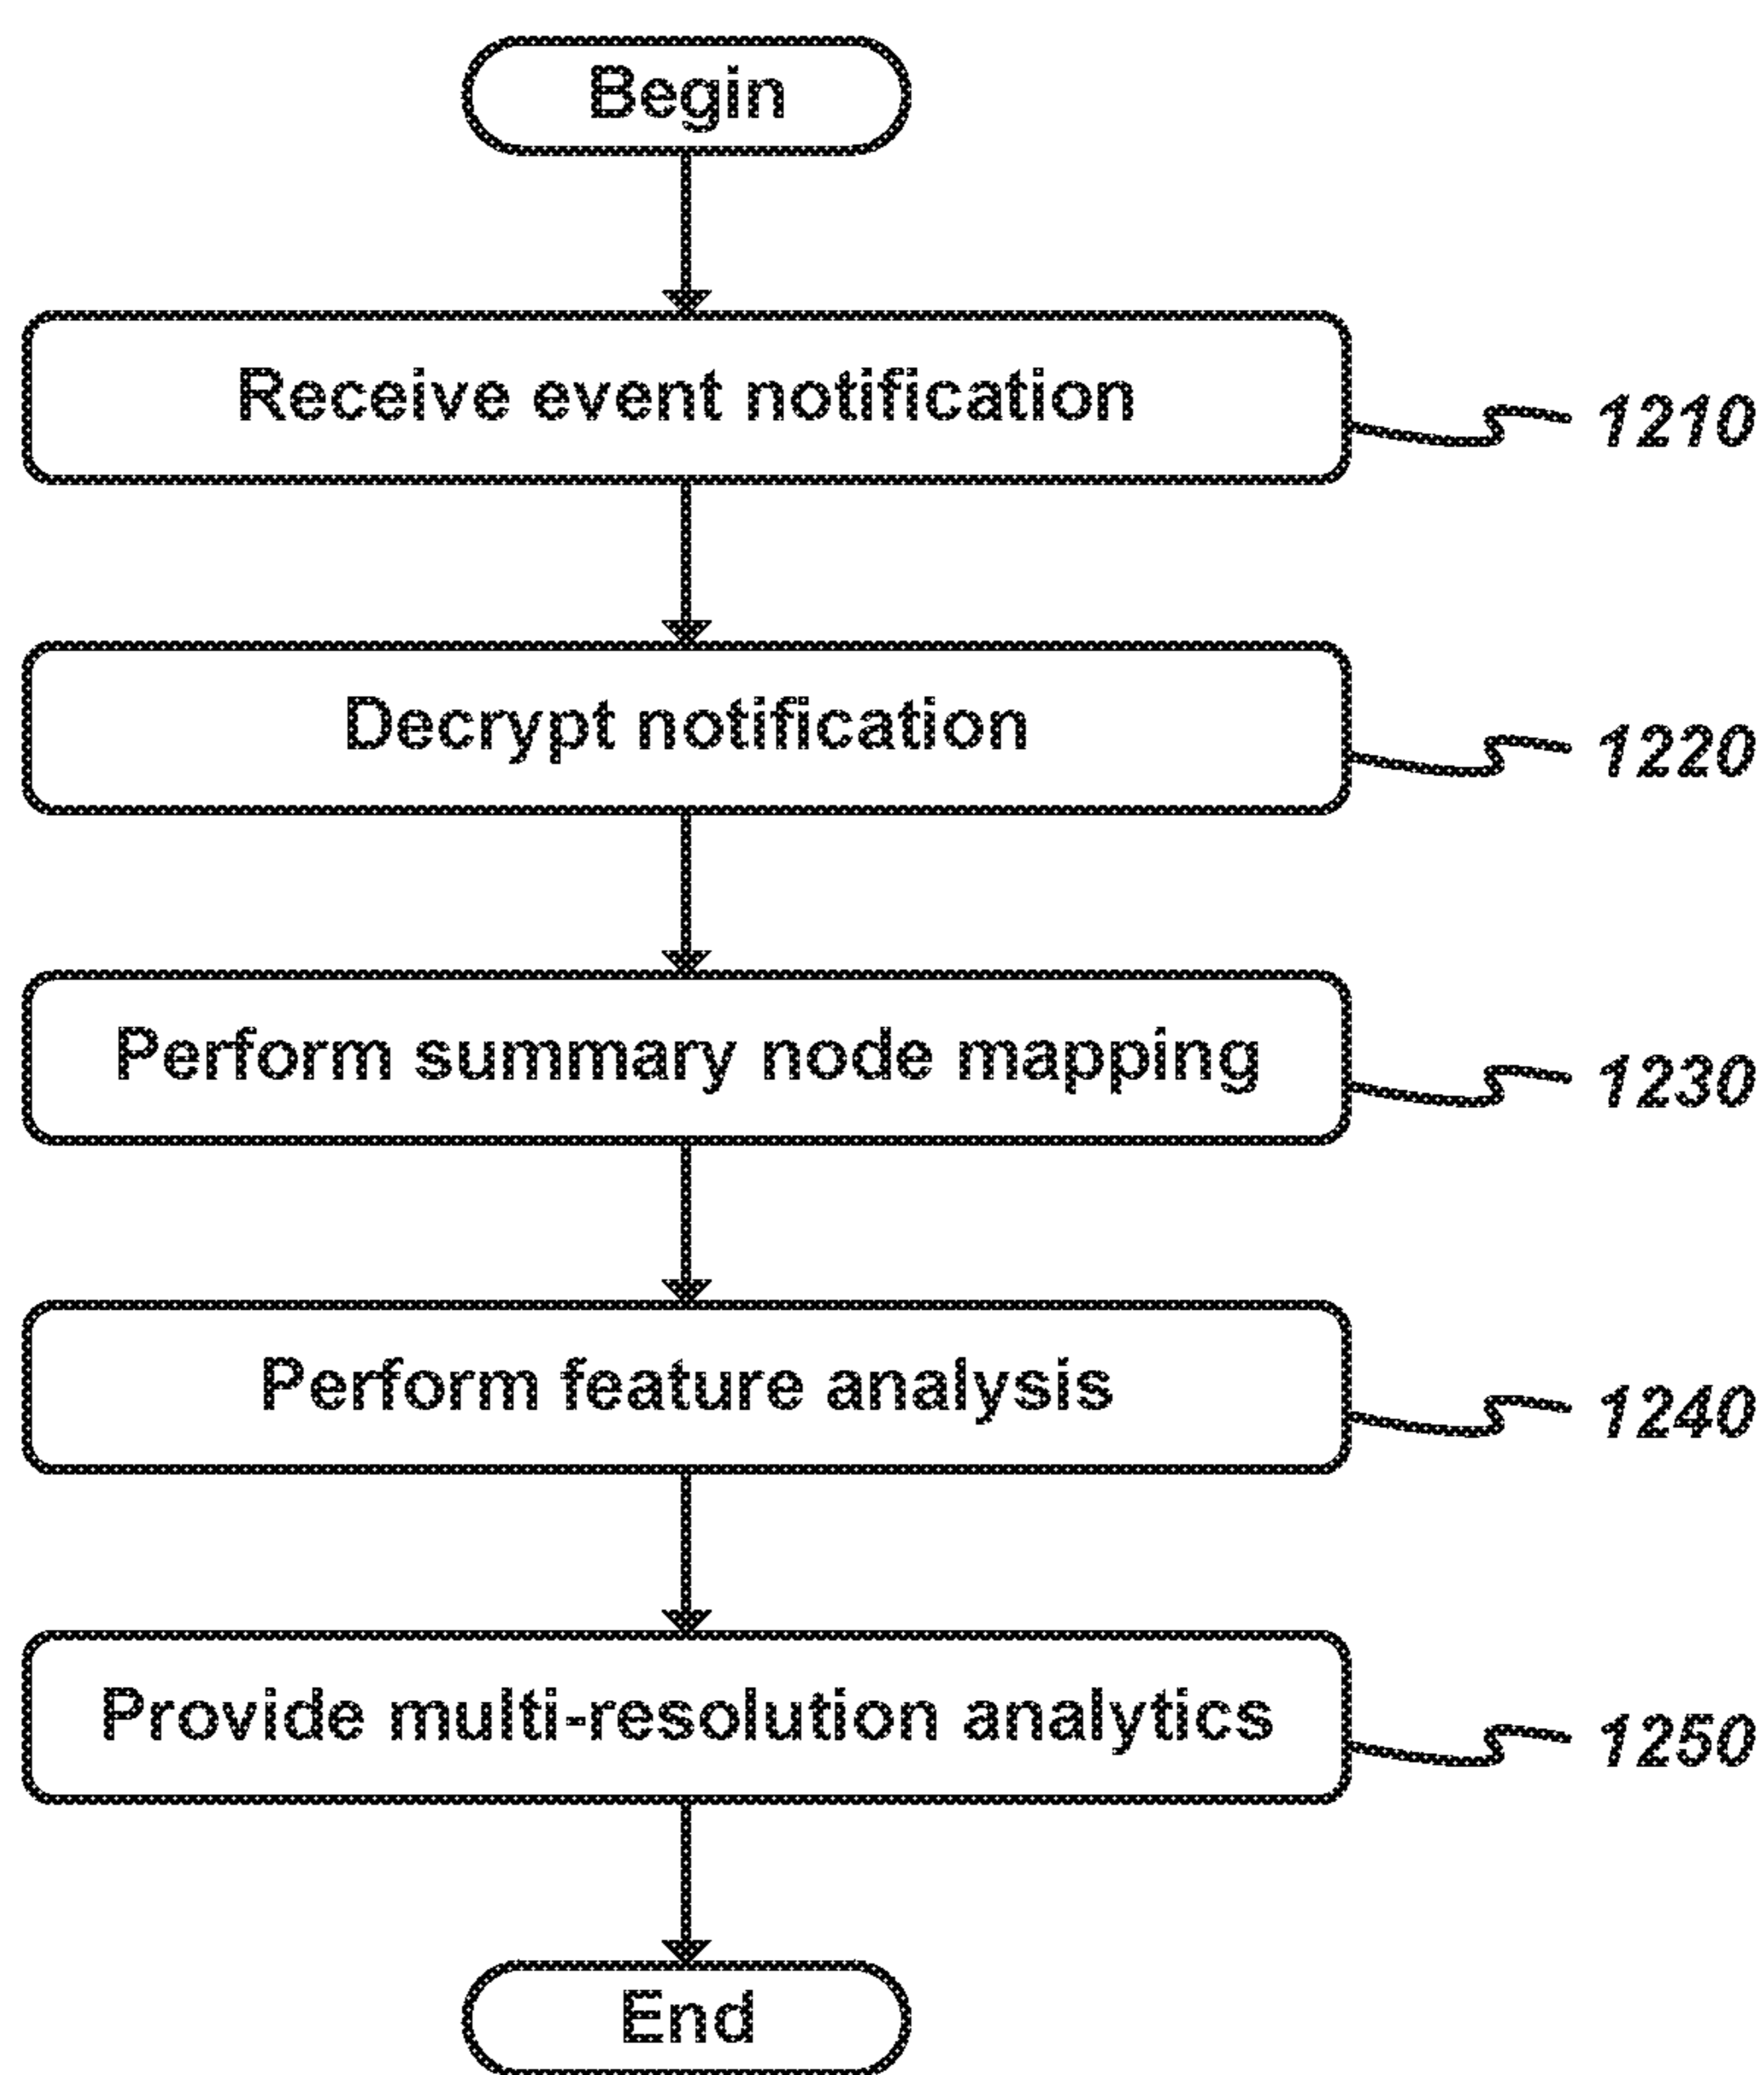 Begin
Receive event notification
1210
Decrypt notification
1220
Perform summary node mapping
1230
Perform feature analysis
1240
Provide multi-resolution analytics
1250
End